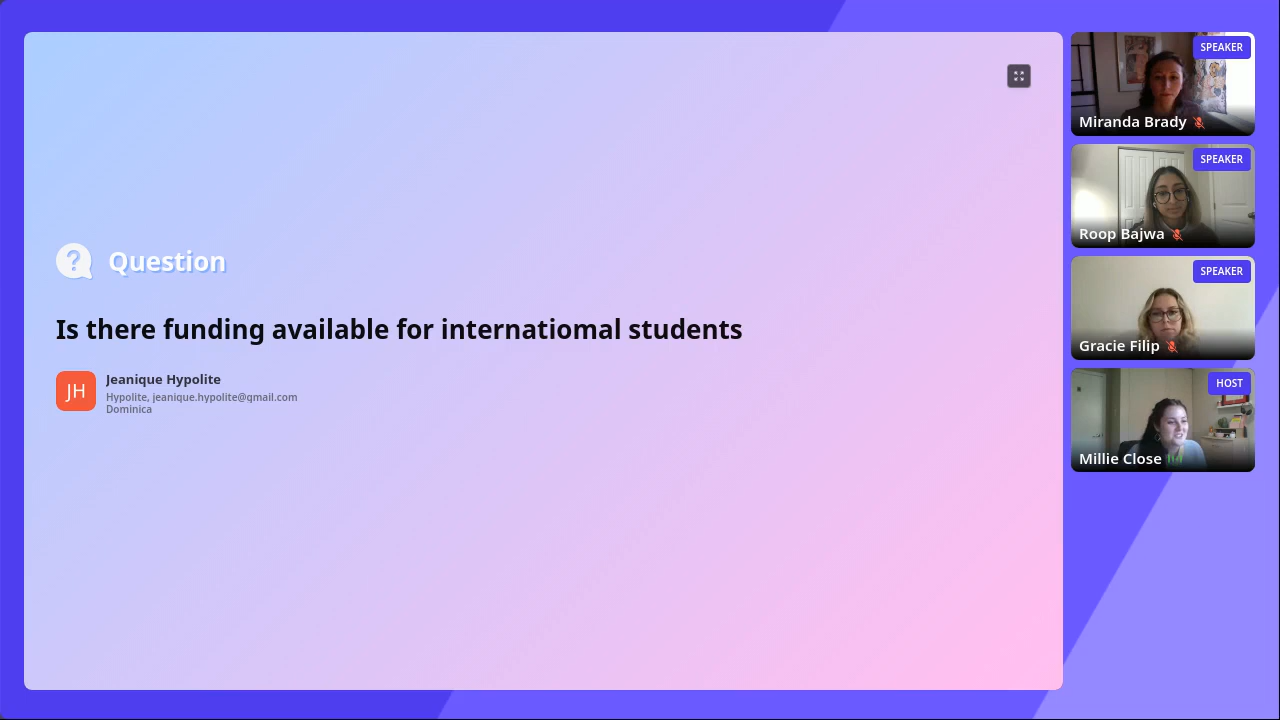 Question
Is there funding available for internatiomal students
JH
Jeanique Hypolite
Hypolite, jeanique.hypolite@gmail.com
Dominica
SPEAKER
Miranda Brady
SPEAKER
Roop Bajwa
SPEAKER
Gracie Filip
HOST
Millie Close